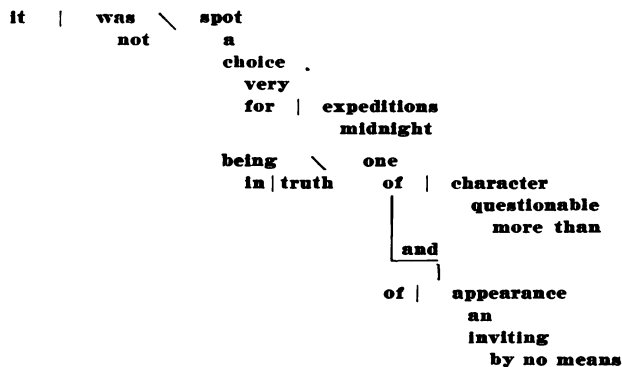 it | was \ spot
not a
choice .
very
for | expeditions
midnight
being \ one
in | truth of | character
questionable
more than
and
of | appearance
an
inviting
by no means